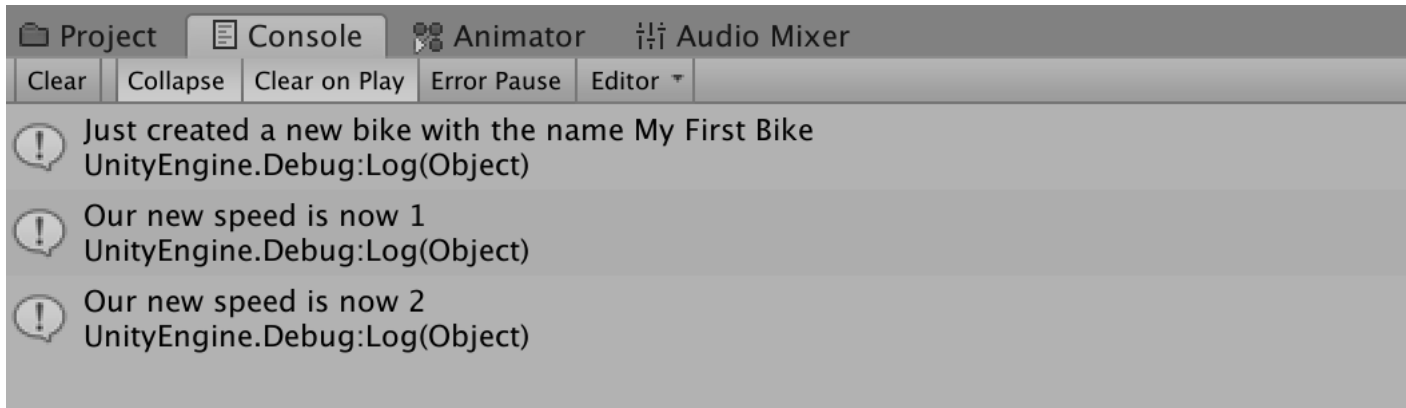 Project Console Animator Audio Mixer
Clear Collapse Clear on Play Error Pause Editor
Just created a new bike with the name My First Bike
UnityEngine.Debug:Log(Object)
Our new speed is now 1
UnityEngine.Debug:Log(Object)
Our new speed is now 2
UnityEngine.Debug:Log(Object)